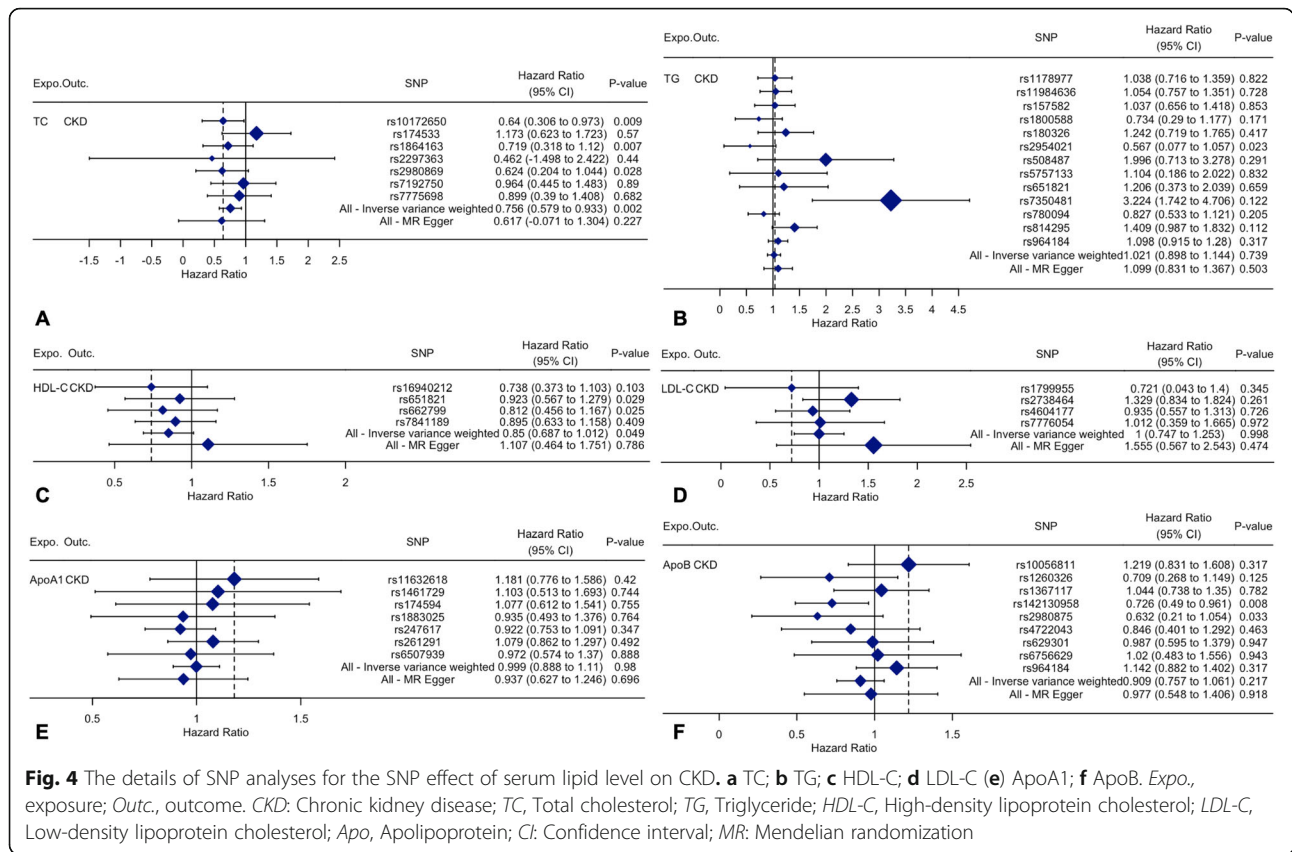 Expo.Outc. SNP Hazard Ratio (95% CI) P-value
TC CKD
rs10172650 0.64 (0.306 to 0.973) 0.009
rs174533 1.173 (0.623 to 1.723) 0.57
rs1864163 0.719 (0.318 to 1.12) 0.007
rs2297363 0.462 (-1.498 to 2.422) 0.44
rs2980869 0.624 (0.204 to 1.044) 0.028
rs7192750 0.964 (0.445 to 1.483) 0.89
rs7775698 0.899 (0.39 to 1.408) 0.682
All - Inverse variance weighted 0.756 (0.579 to 0.933) 0.002
All - MR Egger 0.617 (-0.071 to 1.304) 0.227
-1.5 -1 -0.5 0 0.5 1 1.5 2 2.5
Hazard Ratio
A
Expo.Outc. SNP Hazard Ratio (95% CI) P-value
TG CKD
rs1178977 1.038 (0.716 to 1.359) 0.822
rs11984636 1.054 (0.757 to 1.351) 0.728
rs157582 1.037 (0.656 to 1.418) 0.853
rs1800588 0.734 (0.29 to 1.177) 0.171
rs180326 1.242 (0.719 to 1.765) 0.417
rs2954021 0.567 (0.077 to 1.057) 0.023
rs508487 1.996 (0.713 to 3.278) 0.291
rs5757133 1.104 (0.186 to 2.022) 0.832
rs651821 1.206 (0.373 to 2.039) 0.659
rs7350481 3.224 (1.742 to 4.706) 0.122
rs780094 0.827 (0.533 to 1.121) 0.205
rs814295 1.409 (0.987 to 1.832) 0.112
rs964184 1.098 (0.915 to 1.28) 0.317
All - Inverse variance weighted 1.021 (0.898 to 1.144) 0.739
All - MR Egger 1.099 (0.831 to 1.367) 0.503
0 0.5 1 1.5 2 2.5 3 3.5 4 4.5
Hazard Ratio
B
Expo. Outc. SNP Hazard Ratio (95% CI) P-value
HDL-C CKD
rs16940212 0.738 (0.373 to 1.103) 0.103
rs651821 0.923 (0.567 to 1.279) 0.029
rs662799 0.812 (0.456 to 1.167) 0.025
rs7841189 0.895 (0.633 to 1.158) 0.409
All - Inverse variance weighted 0.85 (0.687 to 1.012) 0.049
All - MR Egger 1.107 (0.464 to 1.751) 0.786
0.5 1 1.5 2
Hazard Ratio
C
Expo. Outc. SNP Hazard Ratio (95% CI) P-value
LDL-C CKD
rs1799955 0.721 (0.043 to 1.4) 0.345
rs2738464 1.329 (0.834 to 1.824) 0.261
rs4604177 0.935 (0.557 to 1.313) 0.726
rs7776054 1.012 (0.359 to 1.665) 0.972
All - Inverse variance weighted 1 (0.747 to 1.253) 0.998
All - MR Egger 1.555 (0.567 to 2.543) 0.474
0 0.5 1 1.5 2 2.5
Hazard Ratio
D
Expo. Outc. SNP Hazard Ratio (95% CI) P-value
ApoA1 CKD
rs11632618 1.181 (0.776 to 1.586) 0.42
rs1461729 1.103 (0.513 to 1.693) 0.744
rs174594 1.077 (0.612 to 1.541) 0.755
rs1883025 0.935 (0.493 to 1.376) 0.764
rs247617 0.922 (0.753 to 1.091) 0.347
rs261291 1.079 (0.862 to 1.297) 0.492
rs6507939 0.972 (0.574 to 1.37) 0.888
All - Inverse variance weighted 0.999 (0.888 to 1.11) 0.98
All - MR Egger 0.937 (0.627 to 1.246) 0.696
0.5 1 1.5
Hazard Ratio
E
Expo. Outc. SNP Hazard Ratio (95% CI) P-value
ApoB CKD
rs10056811 1.219 (0.831 to 1.608) 0.317
rs1260326 0.709 (0.268 to 1.149) 0.125
rs1367117 1.044 (0.738 to 1.35) 0.782
rs142130958 0.726 (0.49 to 0.961) 0.008
rs2980875 0.632 (0.21 to 1.054) 0.033
rs4722043 0.846 (0.401 to 1.292) 0.463
rs629301 0.987 (0.595 to 1.379) 0.947
rs6756629 1.02 (0.483 to 1.556) 0.943
rs964184 1.142 (0.882 to 1.402) 0.317
All - Inverse variance weighted 0.909 (0.757 to 1.061) 0.217
All - MR Egger 0.977 (0.548 to 1.406) 0.918
0 0.5 1 1.5
Hazard Ratio
F
Fig. 4 The details of SNP analyses for the SNP effect of serum lipid level on CKD. a TC; b TG; c HDL-C; d LDL-C (e) ApoA1; f ApoB. Expo.,
exposure; Outc., outcome. CKD: Chronic kidney disease; TC, Total cholesterol; TG, Triglyceride; HDL-C, High-density lipoprotein cholesterol; LDL-C,
Low-density lipoprotein cholesterol; Apo, Apolipoprotein; CI: Confidence interval; MR: Mendelian randomization